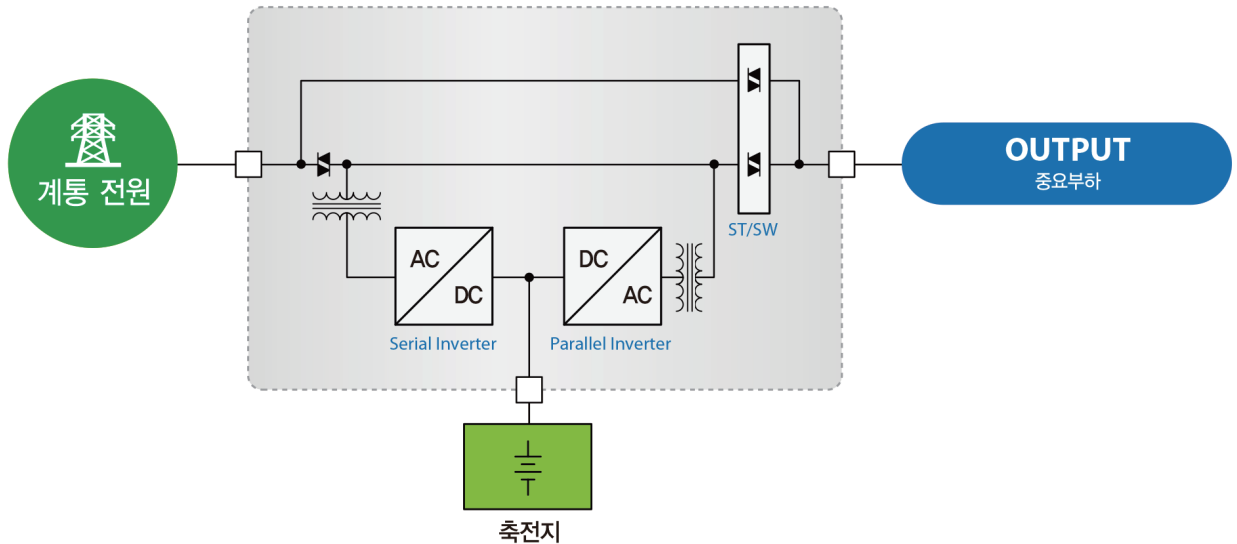 계통 전원
OUTPUT
중요부하
ST/SW
AC
DC
DC
AC
Serial Inverter
Parallel Inverter
축전지